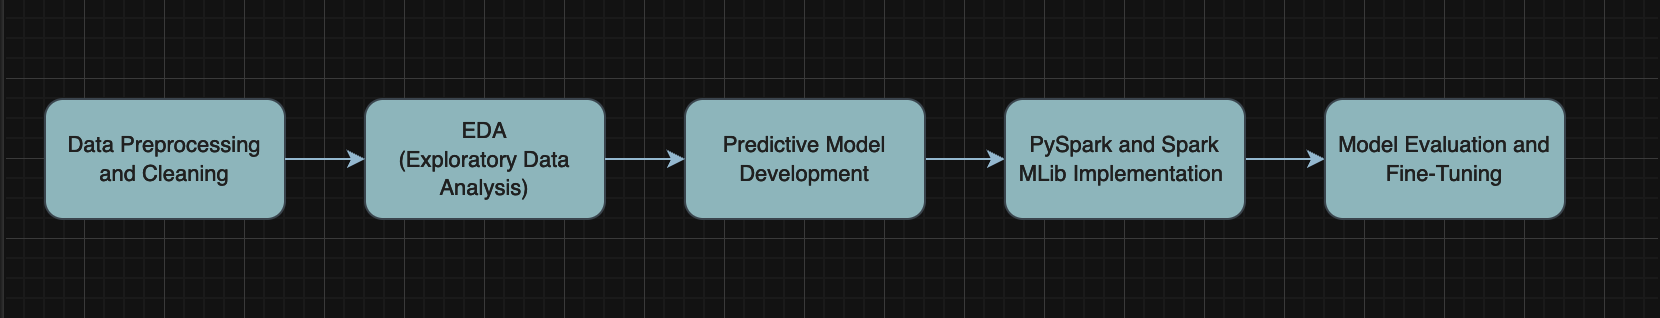 Data Preprocessing
and Cleaning
EDA
(Exploratory Data
Analysis)
Predictive Model
Development
PySpark and Spark
MLib Implementation
Model Evaluation and
Fine-Tuning